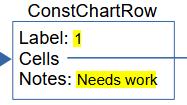 ConstChartRow
Label: 1
Cells
Notes: Needs work